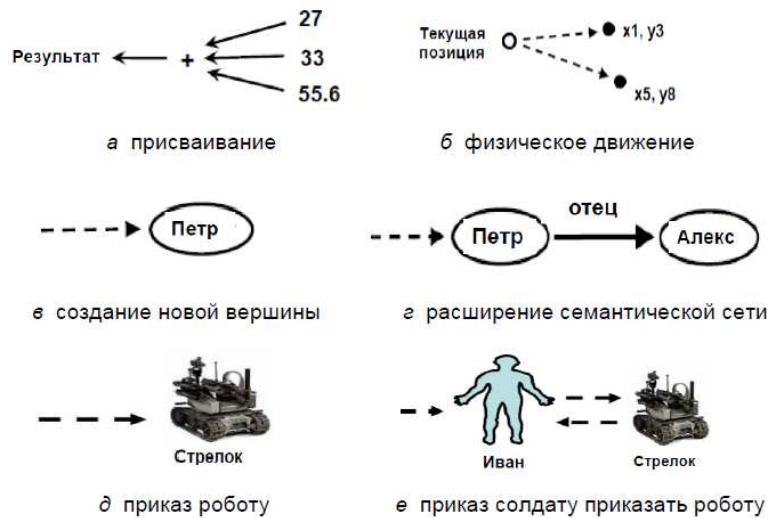 27
Результат
+
33
55.6
а присваивание
Текущая
позиция
x1, y3
x5, y8
б физическое движение
Петр
в создание новой вершины
отец
Петр
Алекс
г расширение семантической сети
Стрелок
д приказ роботу
Иван
Стрелок
е приказ солдату приказать роботу